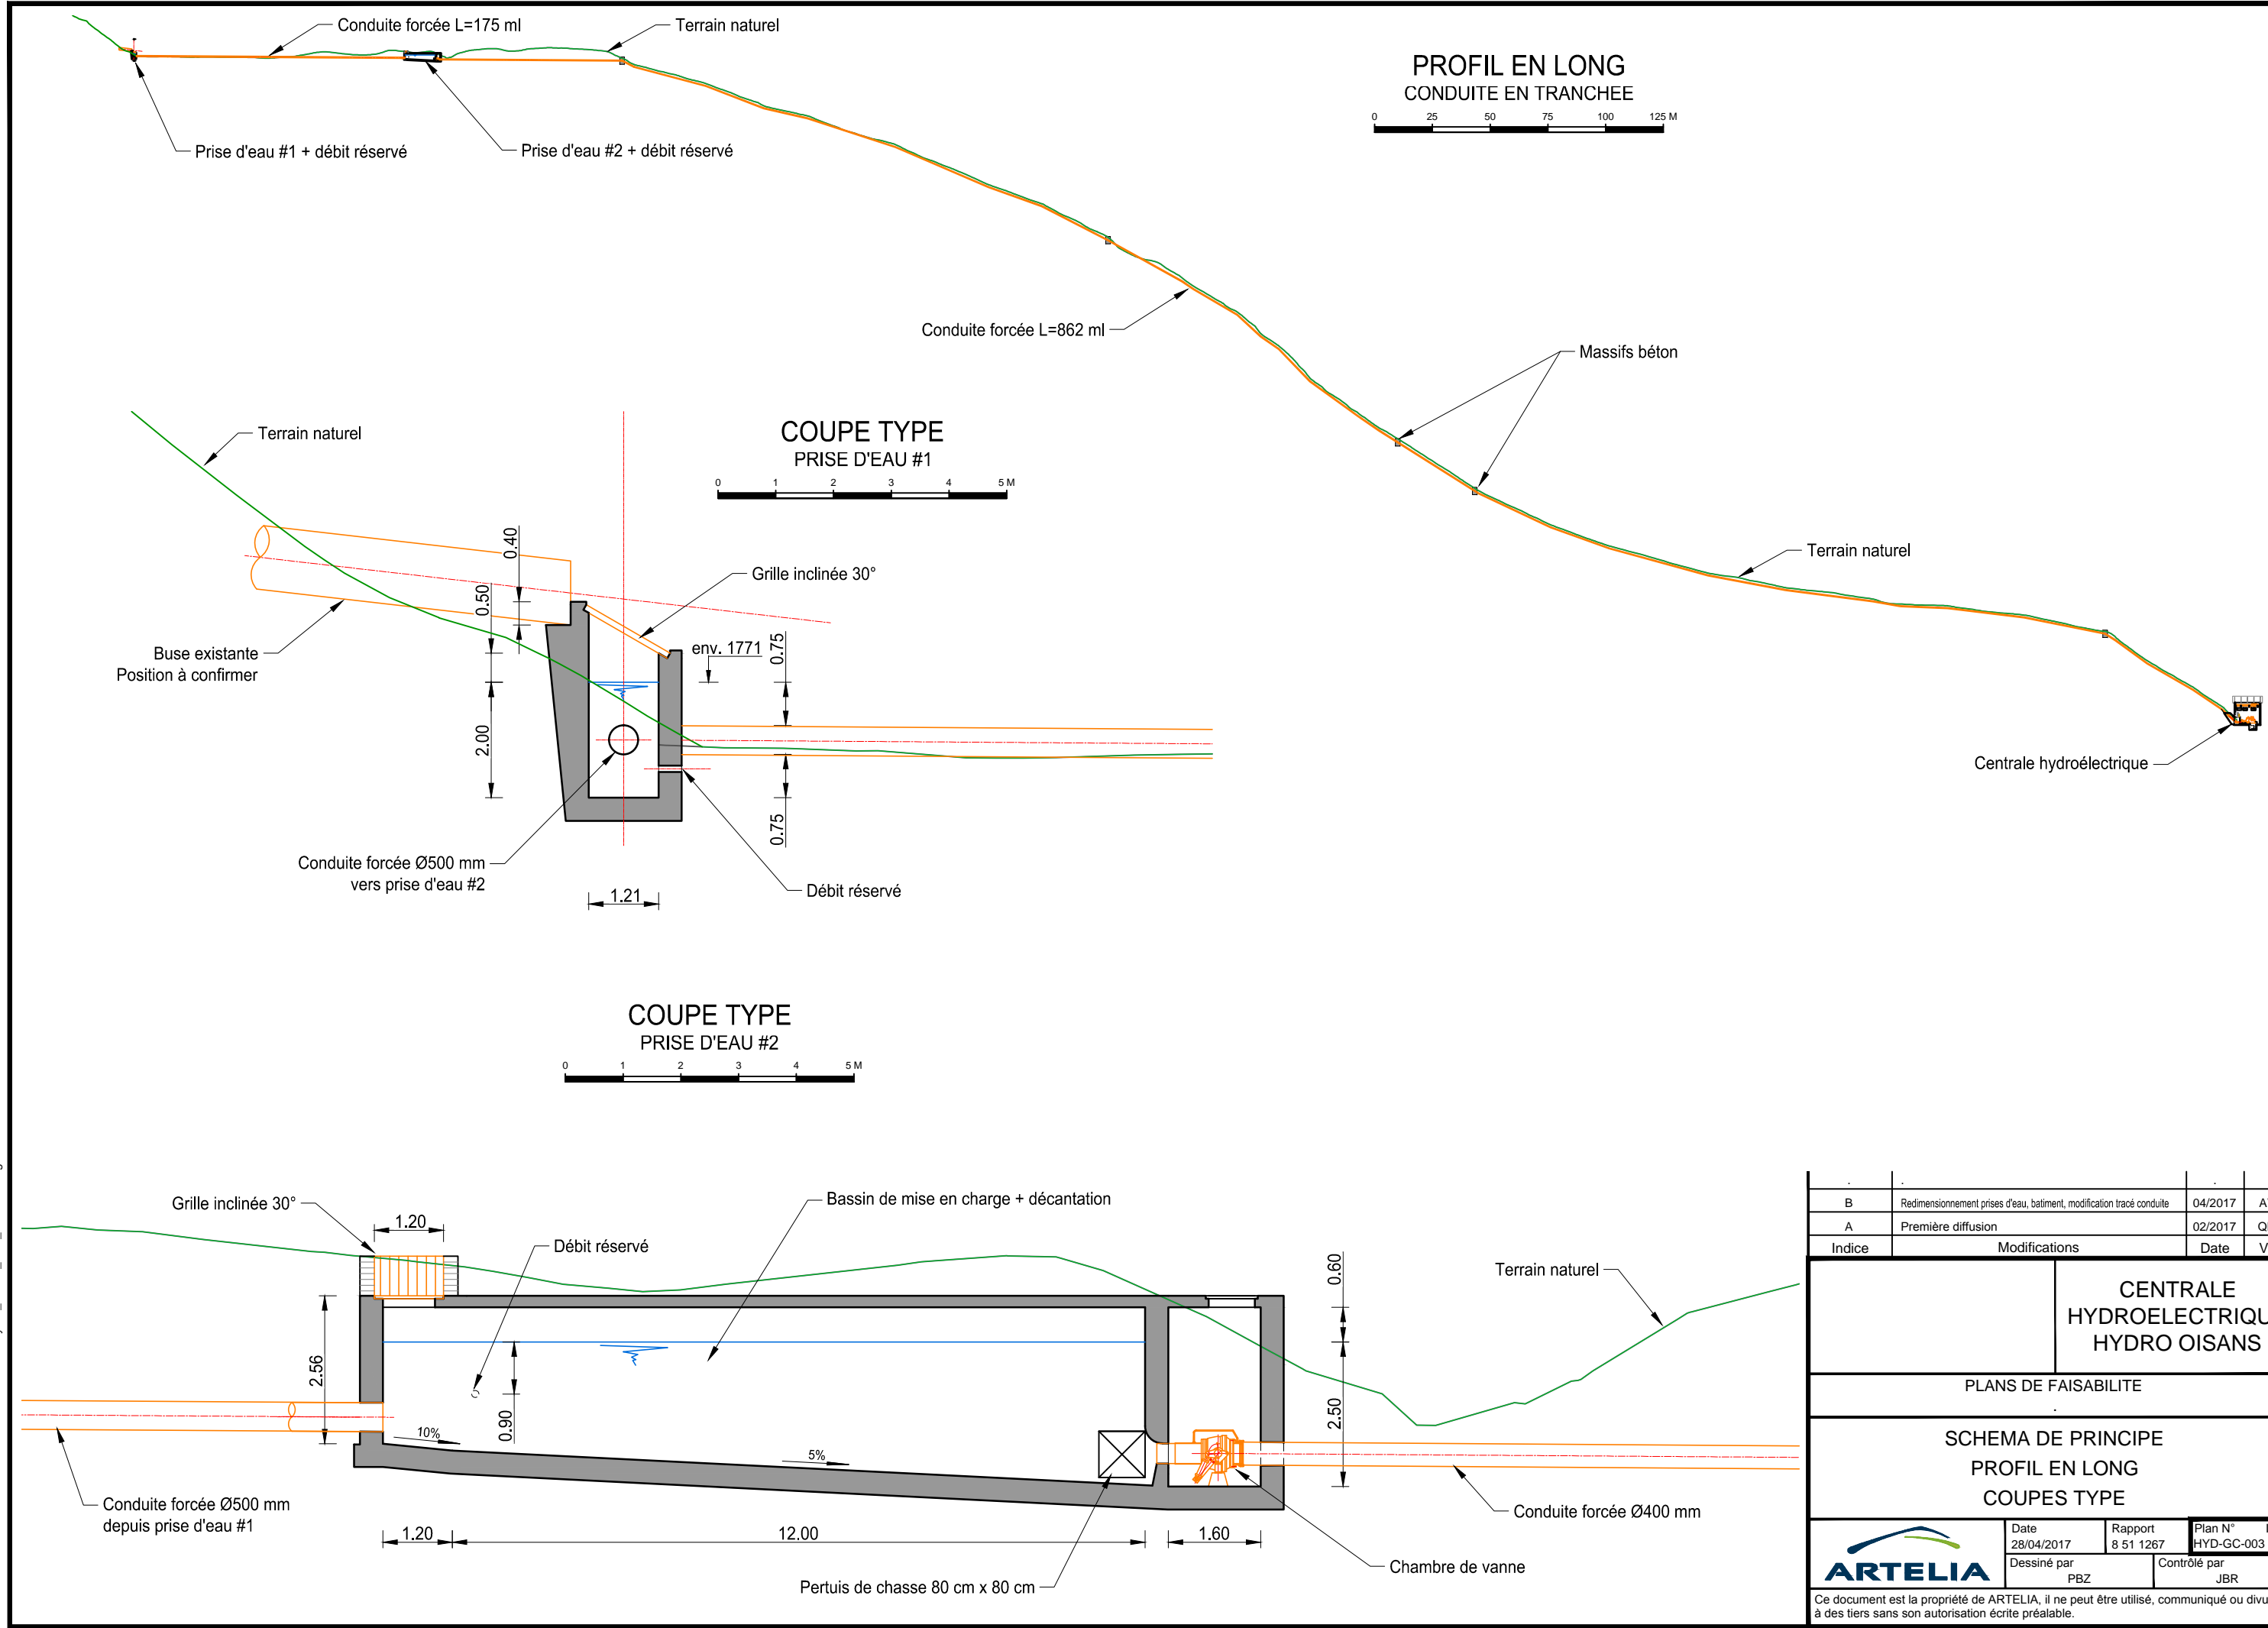 Conduite forcée L=175 ml
Terrain naturel
PROFIL EN LONG
CONDUITE EN TRANCHEE
0 25 50 75 100 125 M
Prise d'eau #1 + débit réservé
Prise d'eau #2 + débit réservé
Conduite forcée L=862 ml
Massifs béton
Terrain naturel
Centrale hydroélectrique
COUPE TYPE
PRISE D'EAU #1
0 1 2 3 4 5 M
Terrain naturel
0.40
0.50
Grille inclinée 30°
env. 1771
0.75
Buse existante
Position à confirmer
2.00
0.75
Conduite forcée Ø500 mm
vers prise d'eau #2
Débit réservé
1.21
COUPE TYPE
PRISE D'EAU #2
0 1 2 3 4 5 M
Grille inclinée 30°
1.20
Bassin de mise en charge + décantation
Débit réservé
0.60
Terrain naturel
2.56
0.90
2.50
10%
5%
Conduite forcée Ø500 mm
depuis prise d'eau #1
Conduite forcée Ø400 mm
1.20
12.00
1.60
Chambre de vanne
Pertuis de chasse 80 cm x 80 cm
. . .
B Redimensionnement prises d'eau, batiment, modification tracé conduite 04/2017 A
A Première diffusion 02/2017
Indice Modifications Date V
CENTRALE
HYDROELECTRIQU
HYDRO OISANS
PLANS DE FAISABILITE
.
SCHEMA DE PRINCIPE
PROFIL EN LONG
COUPES TYPE
ARTELIA
Date
28/04/2017
Rapport
8 51 1267
Plan N°
HYD-GC-003
Dessiné par
PBZ
Contrôlé par
JBR
Ce document est la propriété de ARTELIA, il ne peut être utilisé, communiqué ou divu
à des tiers sans son autorisation écrite préalable.